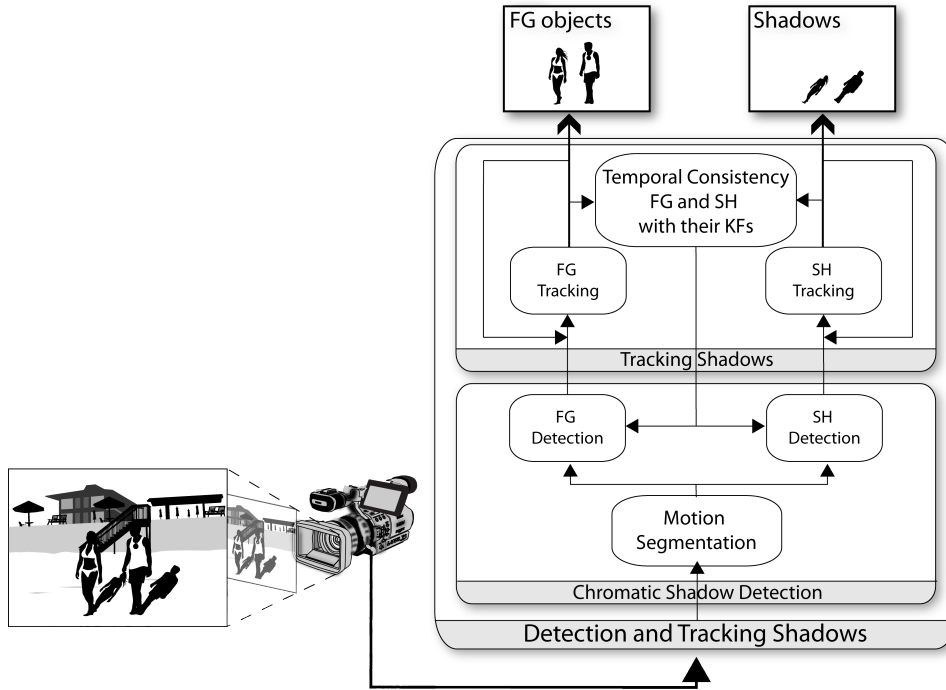 FG objects
Shadows
Temporal Consistency
FG and SH
with their KFs
FG
Tracking
SH
Tracking
Tracking Shadows
FG
Detection
SH
Detection
Motion
Segmentation
Chromatic Shadow Detection
Detection and Tracking Shadows